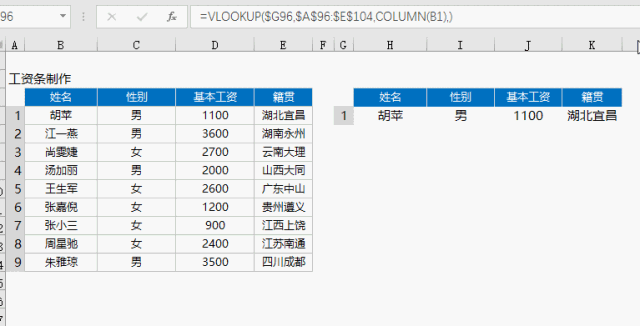 96 =VLOOKUP($G96,$A$96:$E$104,COLUMN(B1),)
A B C D E F G H I J K
工资条制作
姓名 性别 基本工资 籍贯 姓名 性别 基本工资 籍贯
1 胡苹 男 1100 湖北宜昌 1 胡苹 男 1100 湖北宜昌
2 江一燕 男 3600 湖南永州
3 尚雯婕 女 2700 云南大理
4 汤加丽 男 2000 山西大同
5 王生军 女 2600 广东中山
6 张嘉倪 女 1200 贵州遵义
7 张小三 女 900 江西上饶
8 周星驰 女 2400 江苏南通
9 朱雅琼 男 3500 四川成都